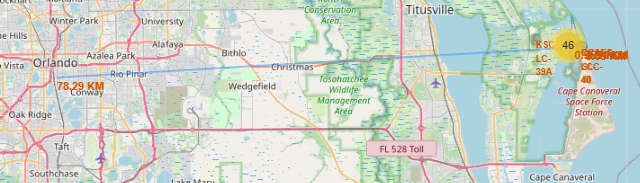 Winter Park
University
Conservation
Area
Titusville
ne Hills
Alafaya
Azalea Park
Bithlo
Orlando
Vista
Rio Pinar
Christmas
78.29 KM
Conway
Wedgefield
Tosohatchee
Wildlife
Management
Area
46
KSC
LC-
39A
SLC-
40
Cape Canaveral
Space Force
Station
Oak Ridge
Taft
FL 528 Toll
Southchase
Lake Mary
Cape Canaveral